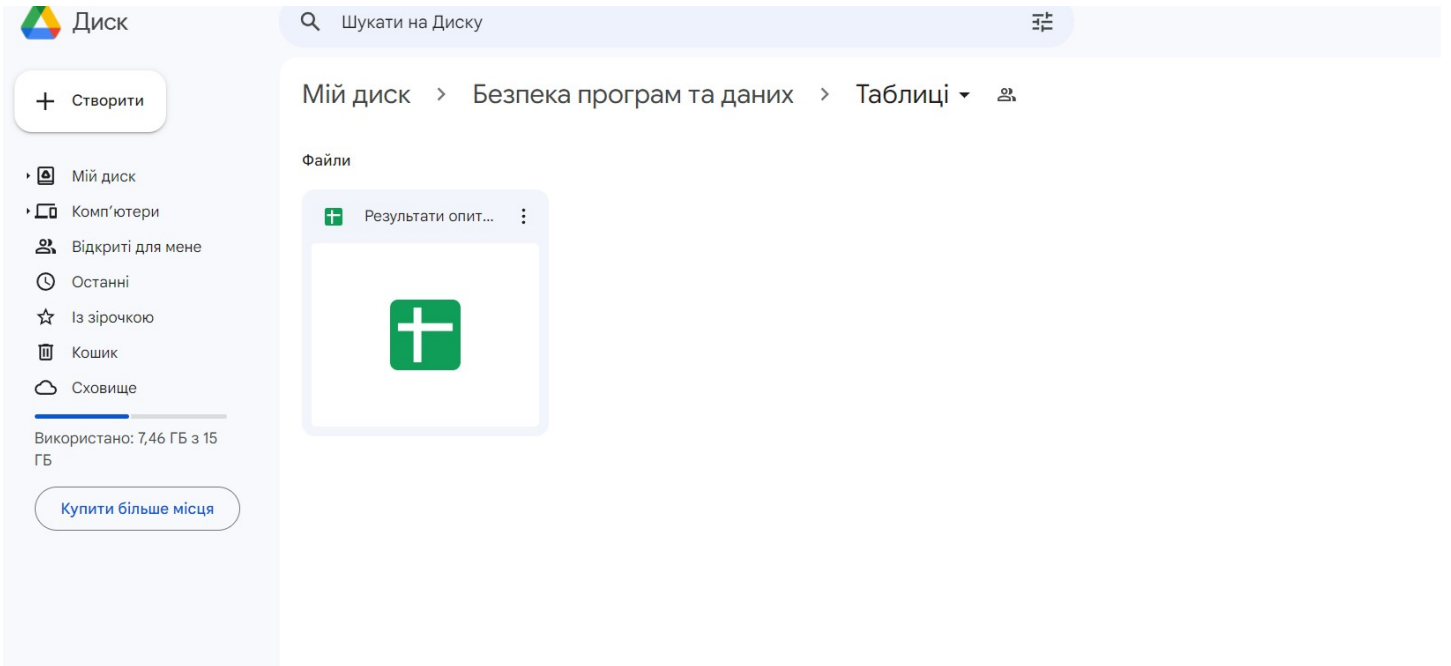 Диск
Шукати на Диску
Створити
Мій диск > Безпека програм та даних > Таблиці
Файли
Мій диск
Комп’ютери
Відкриті для мене
Останні
Із зірочкою
Кошик
Сховище
Використано: 7,46 ГБ з 15
ГБ
Купити більше місця
Результати опит...